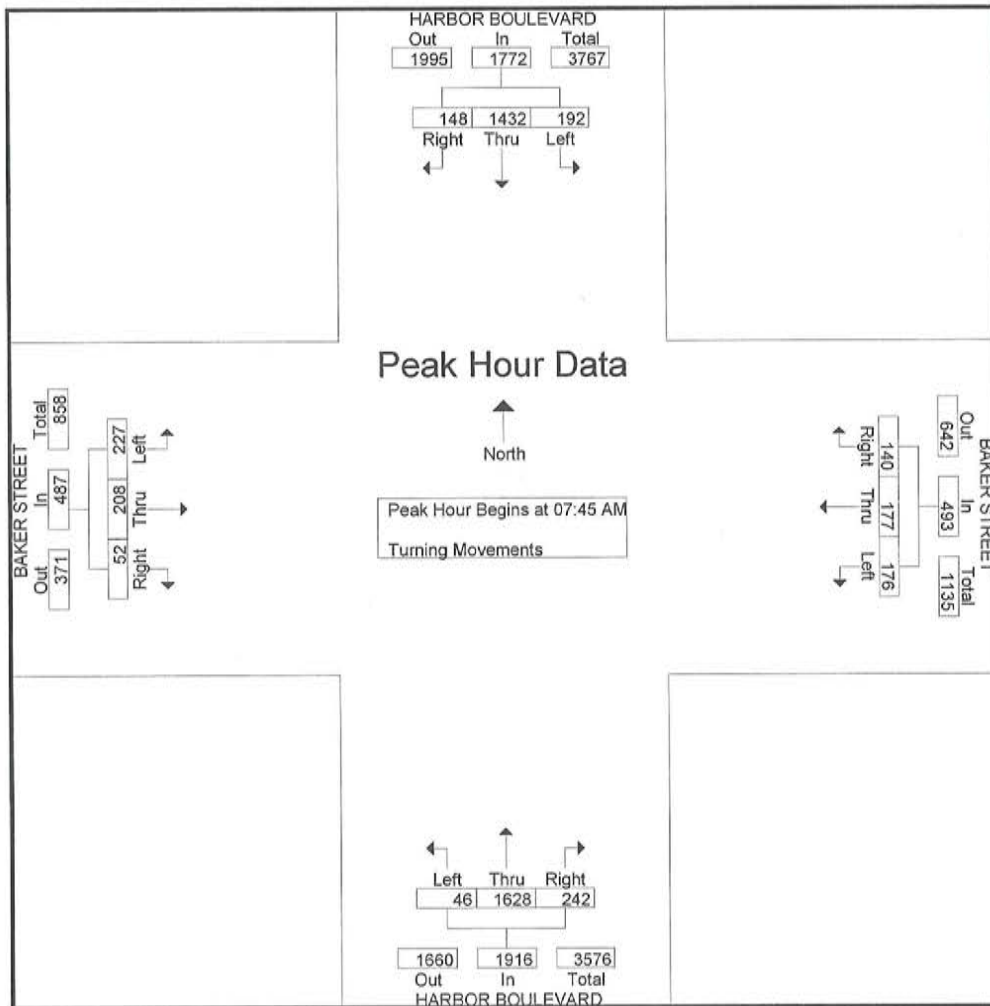 HARBOR BOULEVARD
Out In Total
1995 1772 3767
148 1432 192
Right Thru Left
Peak Hour Data
North
Peak Hour Begins at 07:45 AM
Turning Movements
BAKER STREET
Total In Out
858 487 371
227 208 52
Left Thru Right
BAKER STREET
Out In Total
642 493 1135
140 177 176
Right Thru Left
Left Thru Right
46 1628 242
1660 1916 3576
Out In Total
HARBOR BOULEVARD